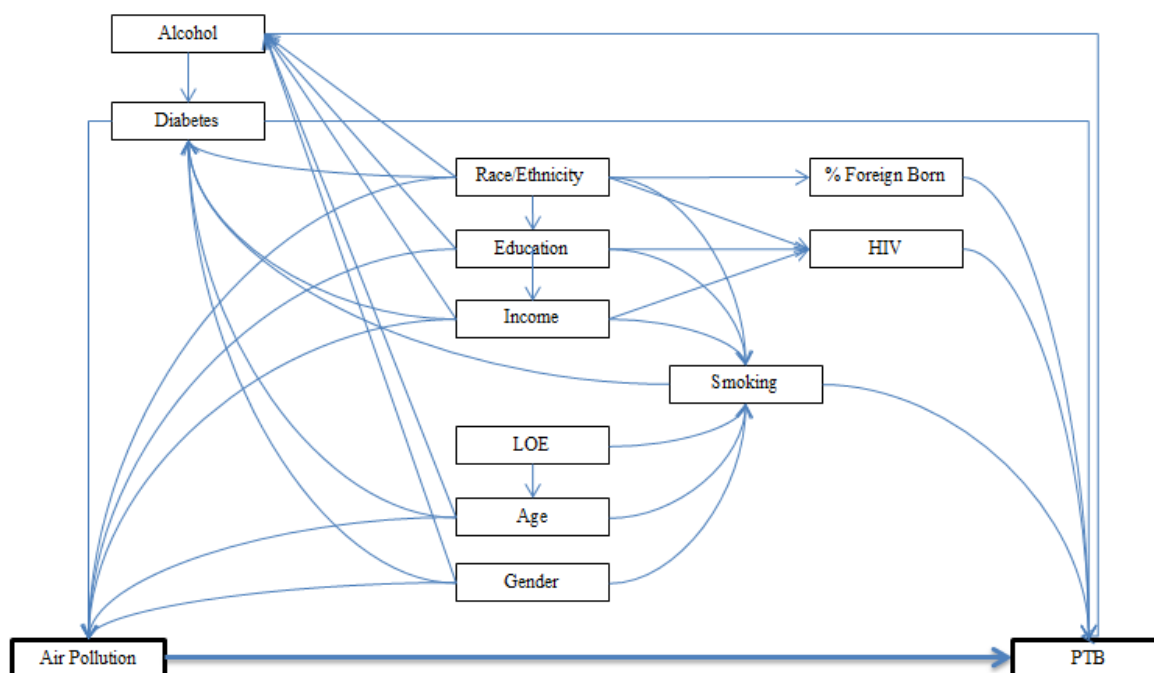 Alcohol
Diabetes
Race/Ethnicity
% Foreign Born
Education
HIV
Income
Smoking
LOE
Age
Gender
Air Pollution
PTB